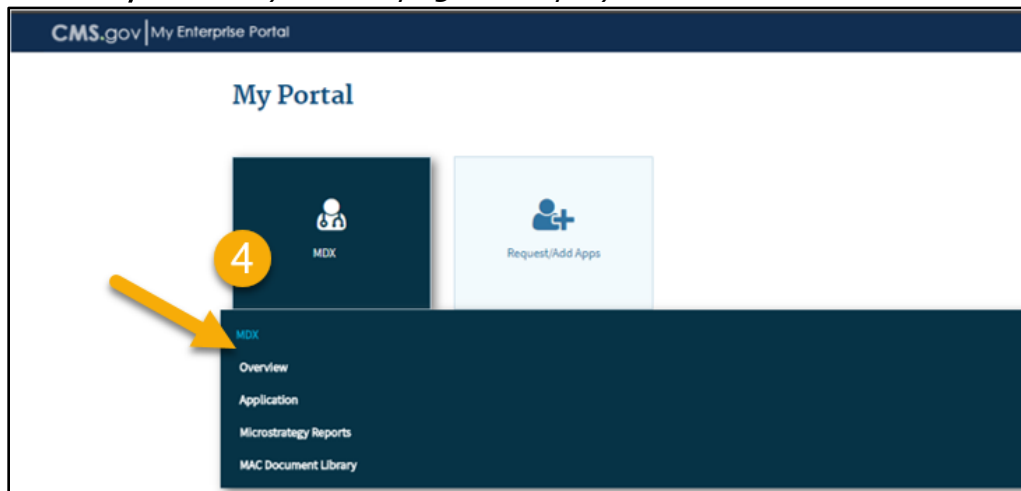 CMS.gov My Enterprise Portal
My Portal
MDX
Request/Add Apps
4
MDX
Overview
Application
Microstrategy Reports
MAC Document Library